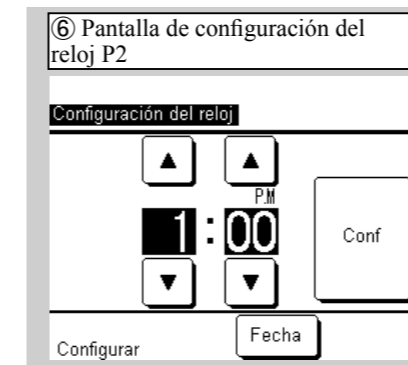 ⑥ Pantalla de configuración del
reloj P2
Configuración del reloj
▲ ▲
P.M
1 : 00
Conf
▼ ▼
Fecha
Configurar